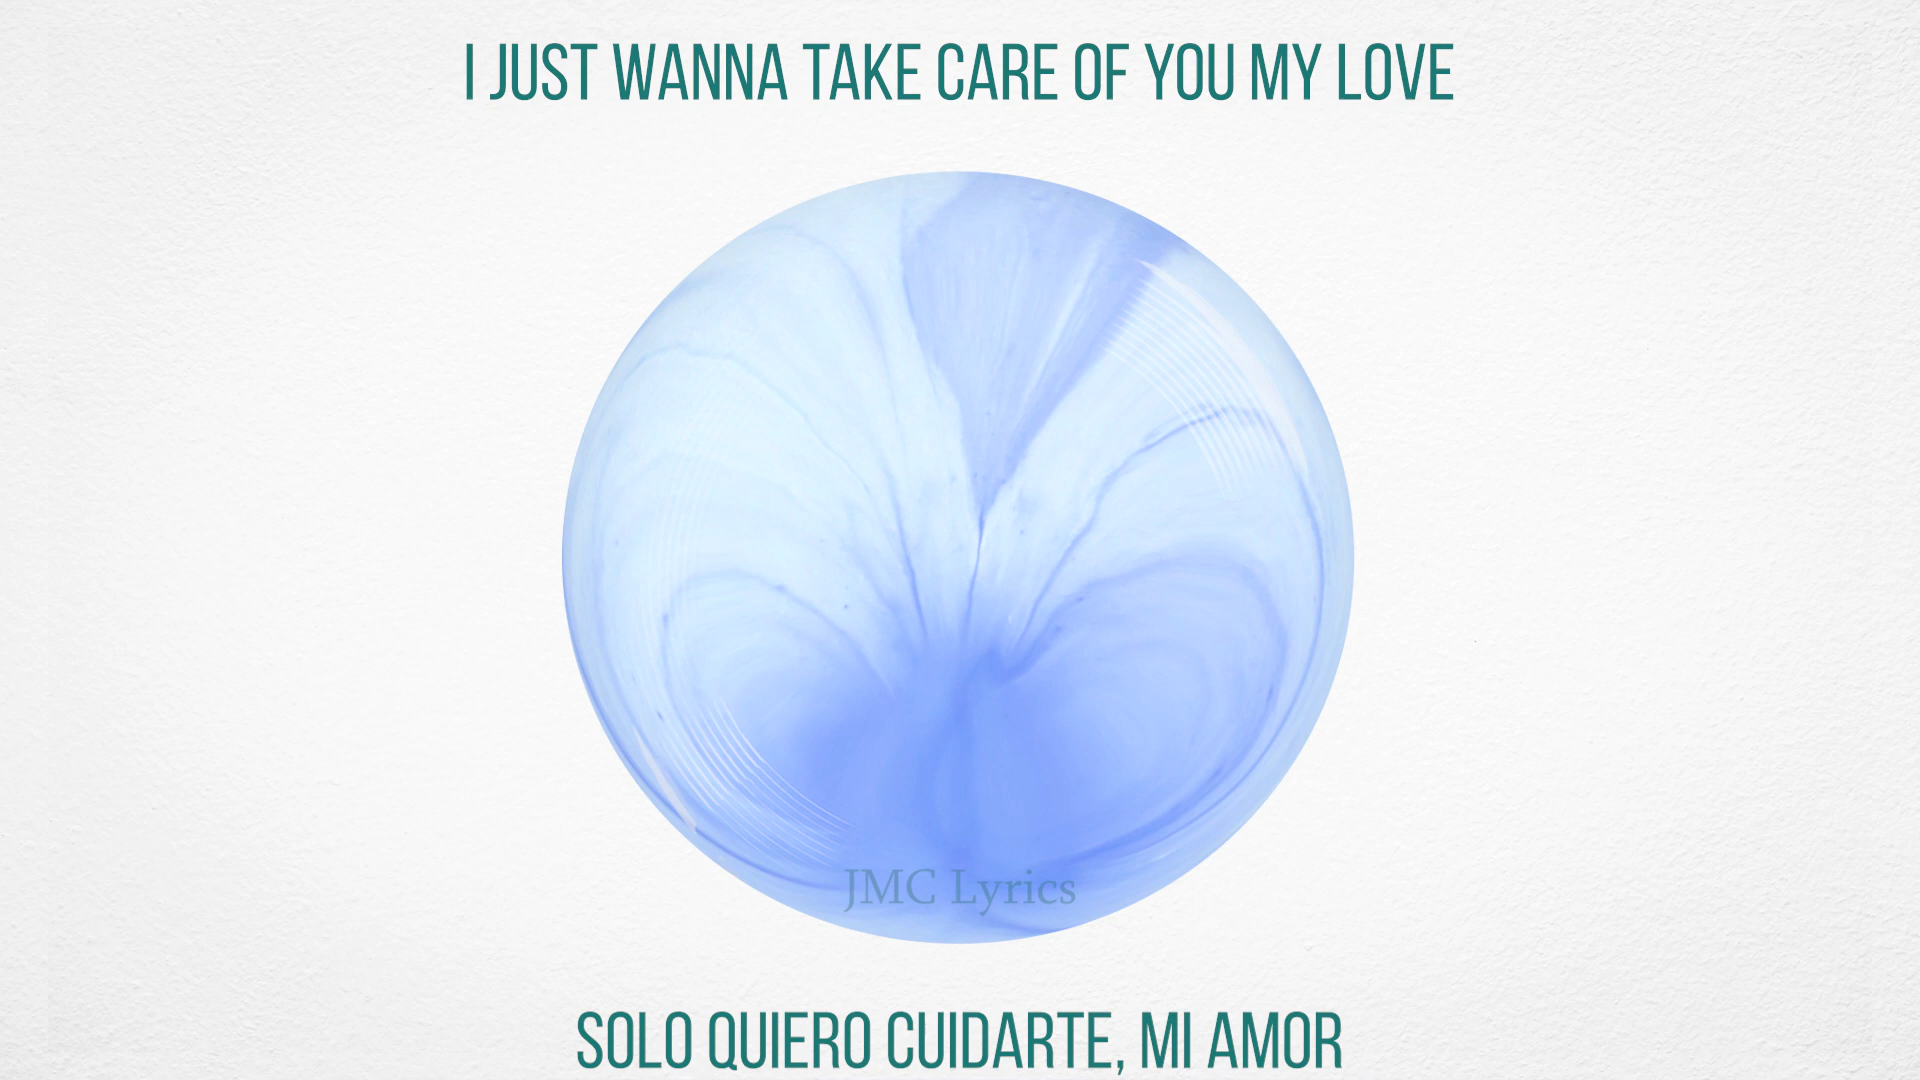 I JUST WANNA TAKE CARE OF YOU MY LOVE
JMC Lyrics
SOLO QUIERO CUIDARTE, MI AMOR